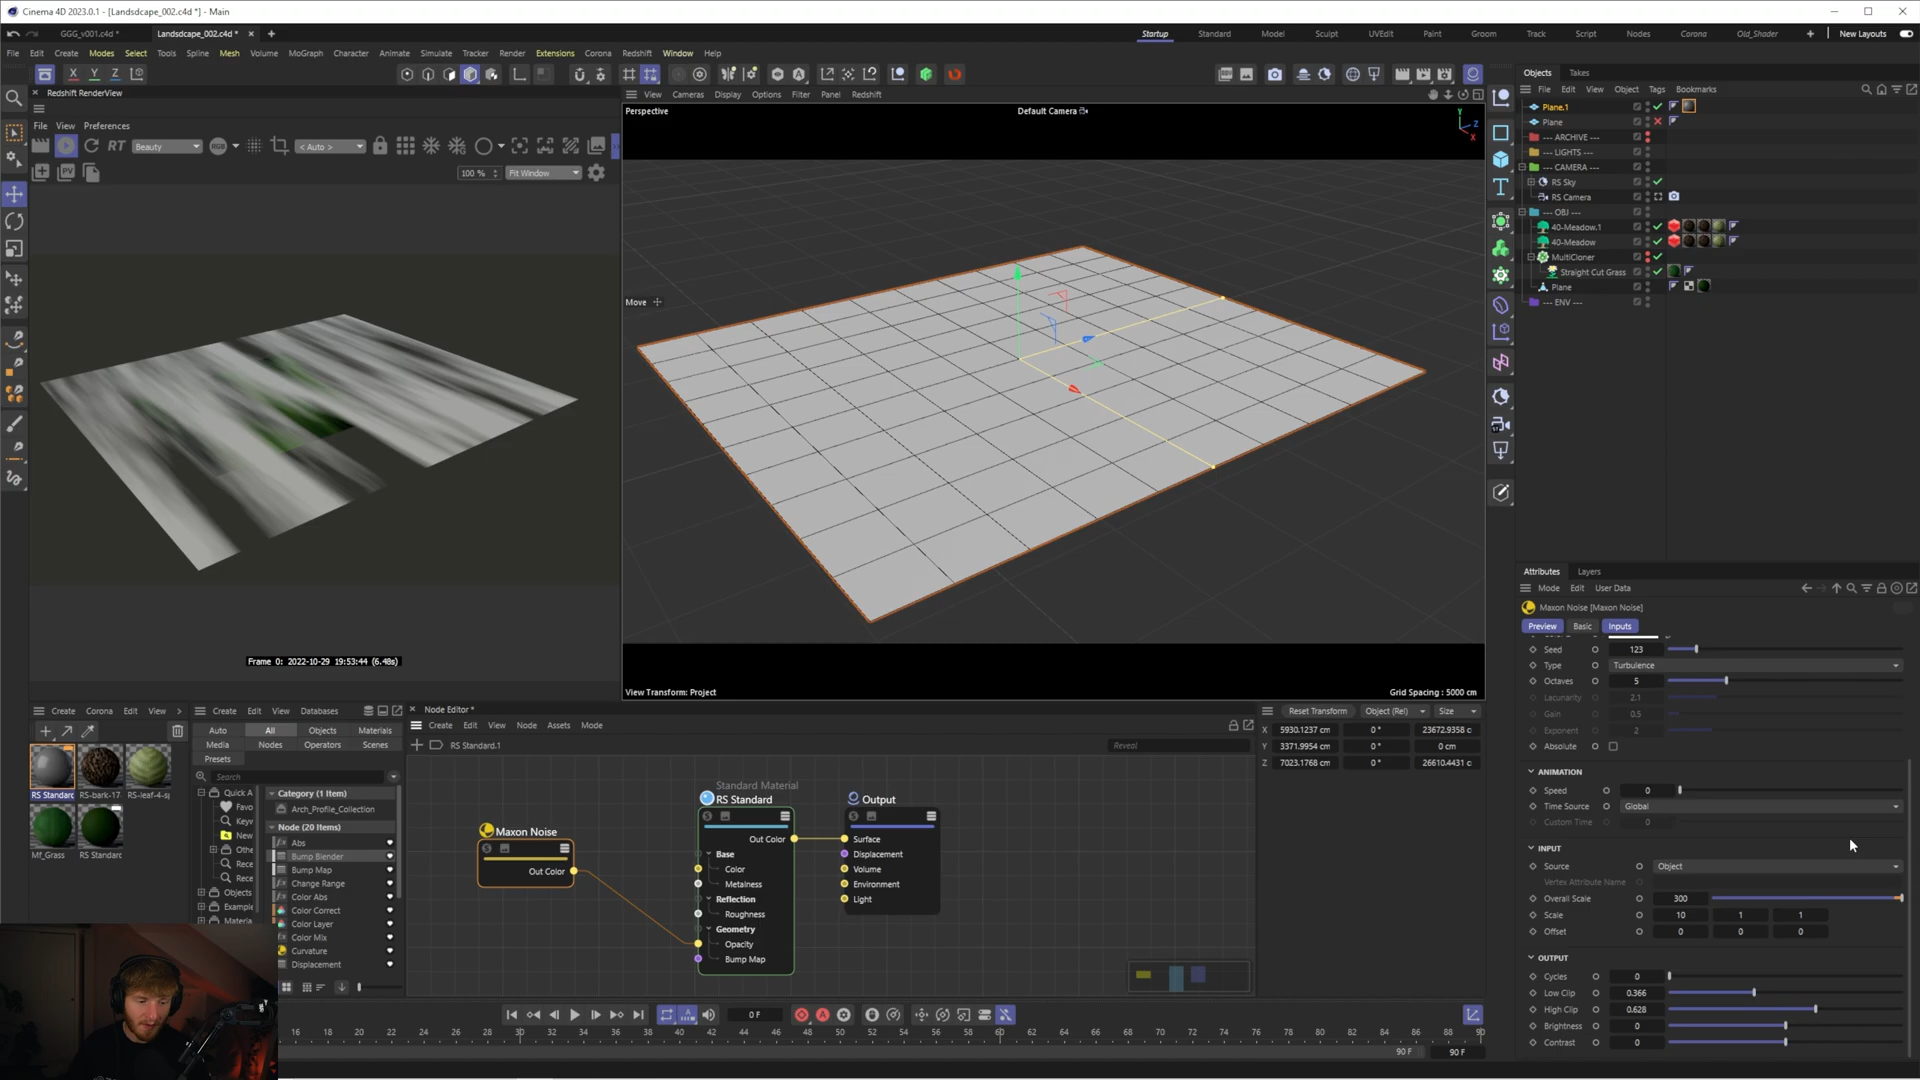 Cinema 4D 2023.0.1 - [Landsdcape_002.c4d *] - Main
GGG_v001.c4d *
Landsdcape_002.c4d *
Startup
Standard
Model
Sculpt
UVEdit
Paint
Groom
Track
Script
Nodes
Corona
Old_Shader
New Layouts
File Edit Create Modes Select Tools Spline Mesh Volume MoGraph Character Animate Simulate Tracker Render Extensions Corona Redshift Window Help
X Y Z
Redshift RenderView
File View Preferences
RT
Beauty
RGB
< Auto >
PV
100 %
Fit Window
Frame 0: 2022-10-29 19:53:44 (6.48s)
View Cameras Display Options Filter Panel Redshift
Perspective
Default Camera
Move
View Transform: Project
Grid Spacing : 5000 cm
Objects Takes
File Edit View Object Tags Bookmarks
Plane.1
Plane
--- ARCHIVE ---
--- LIGHTS ---
--- CAMERA ---
RS Sky
RS Camera
--- OBJ ---
40-Meadow.1
40-Meadow
MultiCloner
Straight Cut Grass
Plane
--- ENV ---
Attributes Layers
Mode Edit User Data
Maxon Noise [Maxon Noise]
Preview Basic Inputs
Seed 123
Type Turbulence
Octaves 5
Lacunarity 2.1
Gain 0.5
Exponent 2
Absolute
ANIMATION
Speed 0
Time Source Global
Custom Time 0
INPUT
Source Object
Vertex Attribute Name
Overall Scale 300
Scale 10 1 1
Offset 0 0 0
OUTPUT
Cycles 0
Low Clip 0.366
High Clip 0.628
Brightness 0
Contrast 0
Create Corona Edit View
RS Standard
RS-bark-17
RS-leaf-4-s
Mf_Grass
RS Standard
Create Edit View Databases
Auto All Objects Materials
Media Nodes Operators Scenes
Presets
Search
Quick A
Favo
Keyv
New
Othe
Rece
Rece
Objects
Example
Materia
Category (1 Item)
Arch_Profile_Collection
Node (20 Items)
Abs
Bump Blender
Bump Map
Change Range
Color Abs
Color Correct
Color Layer
Color Mix
Curvature
Displacement
Node Editor *
Create Edit View Node Assets Mode
RS Standard.1
Reveal
Maxon Noise
Out Color
Standard Material
RS Standard
Out Color
Base
Color
Metalness
Reflection
Roughness
Geometry
Opacity
Bump Map
Output
Surface
Displacement
Volume
Environment
Light
Reset Transform Object (Rel) Size
X 5930.1237 cm 0 ° 23672.9358 c
Y 3371.9954 cm 0 ° 0 cm
Z 7023.1768 cm 0 ° 26610.4431 c
0 F
16 18 20 22 24 26 28 30 32 34 36 38 40 42 44 46 48 50 52 54 56 58 60 62 64 66 68 70 72 74 76 78 80 82 84 86 88 90
90 F
90 F